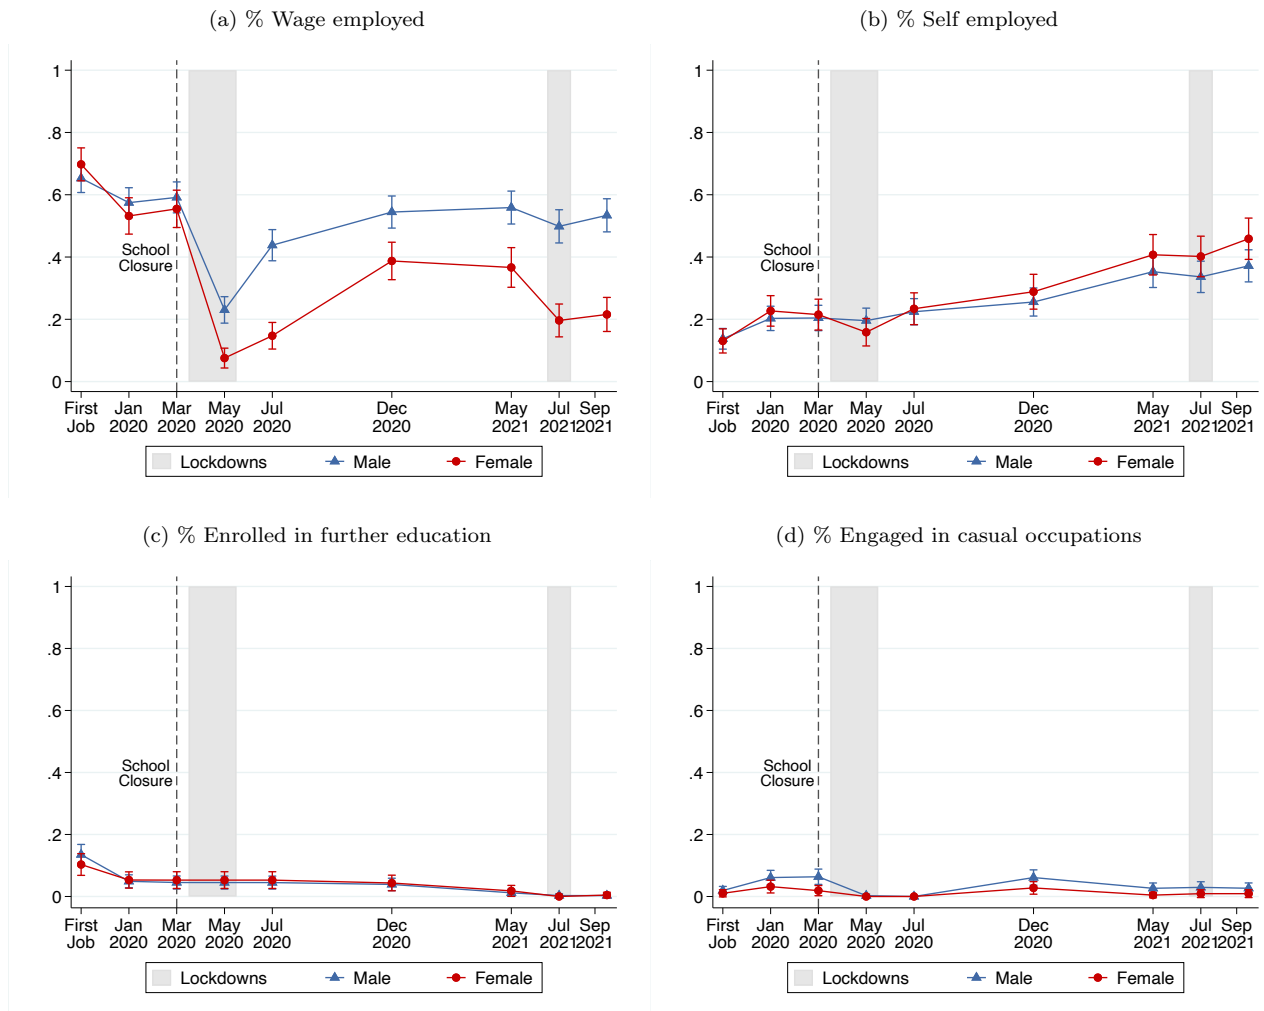 (a) % Wage employed
1
.8
.6
.4
.2
0
School
Closure
First Jan Mar May Jul Dec May Jul Sep
Job 2020 2020 2020 2020 2020 2021 2021 2021
Lockdowns Male Female
(b) % Self employed
1
.8
.6
.4
.2
0
School
Closure
First Jan Mar May Jul Dec May Jul Sep
Job 2020 2020 2020 2020 2020 2021 2021 2021
Lockdowns Male Female
(c) % Enrolled in further education
1
.8
.6
.4
.2
0
School
Closure
First Jan Mar May Jul Dec May Jul Sep
Job 2020 2020 2020 2020 2020 2021 2021 2021
Lockdowns Male Female
(d) % Engaged in casual occupations
1
.8
.6
.4
.2
0
School
Closure
First Jan Mar May Jul Dec May Jul Sep
Job 2020 2020 2020 2020 2020 2021 2021 2021
Lockdowns Male Female